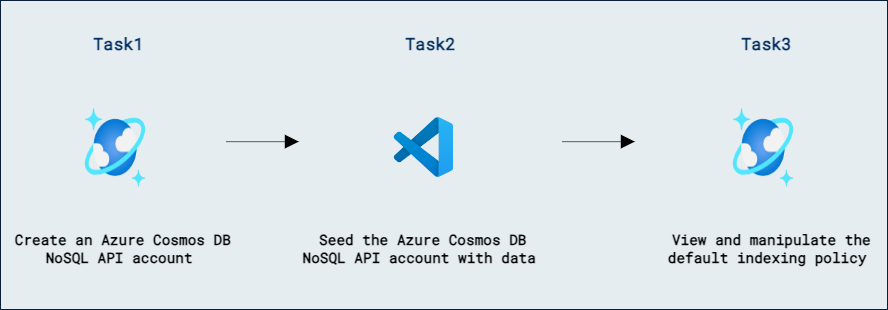 Task1
Task2
Task3
Create an Azure Cosmos DB
NoSQL API account
Seed the Azure Cosmos DB
NoSQL API account with data
View and manipulate the
default indexing policy